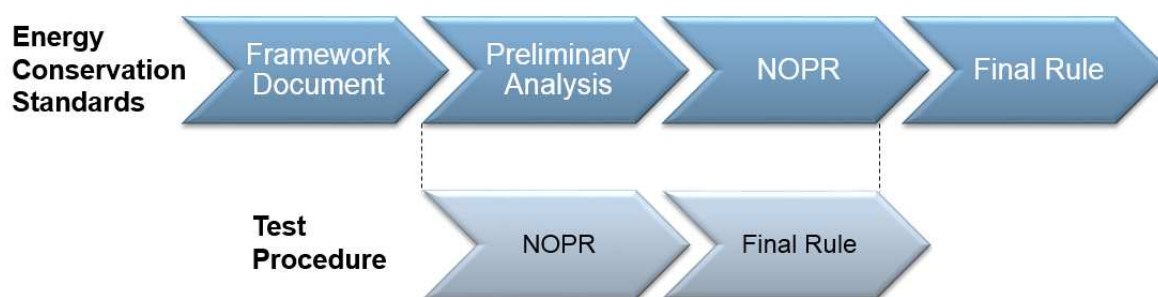 Energy
Conservation
Standards
Framework
Document
Preliminary
Analysis
NOPR
Final Rule
Test
Procedure
NOPR
Final Rule